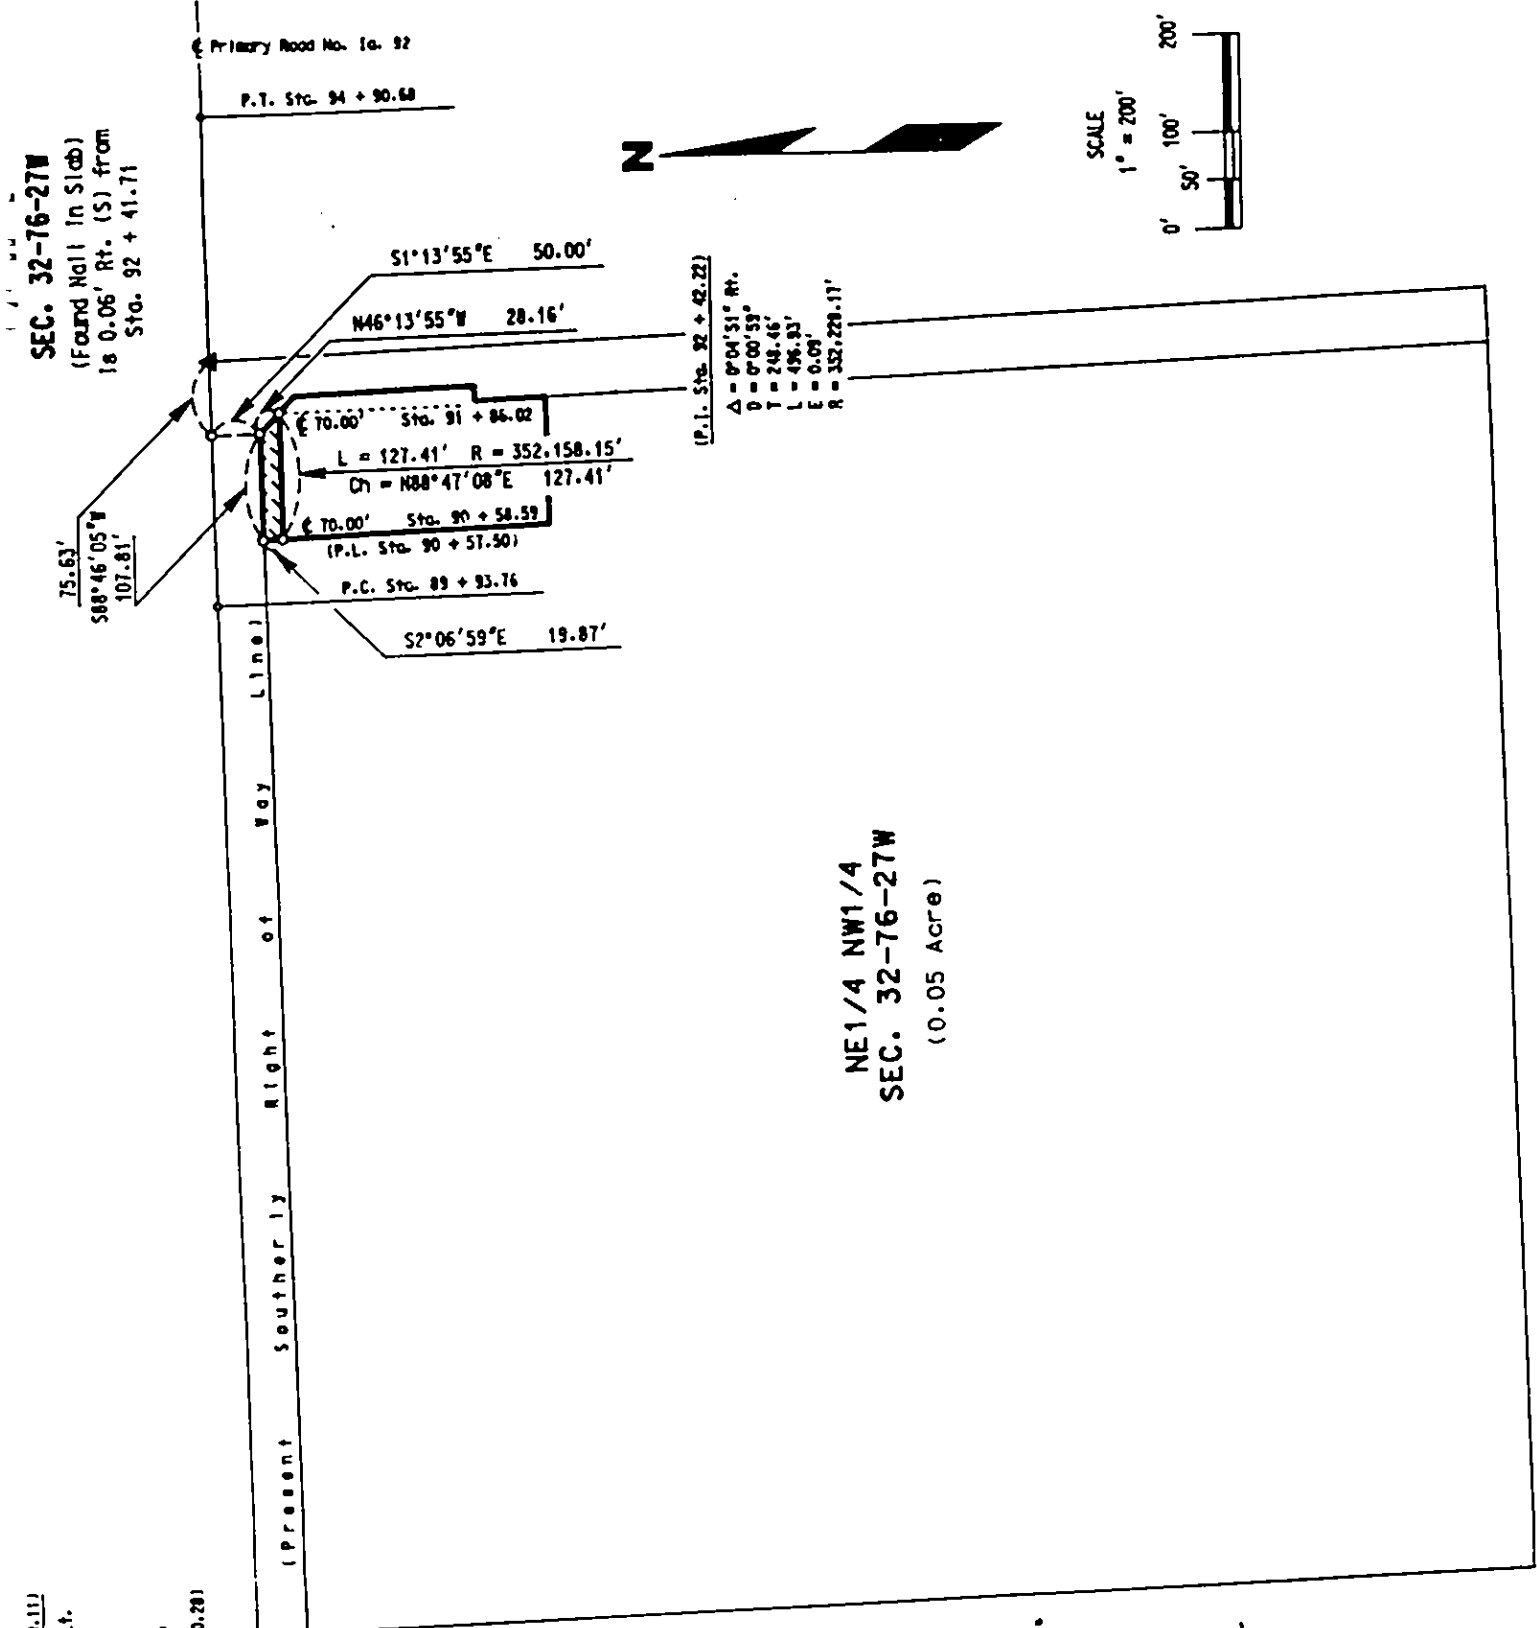 ℄ Primary Road No. Ia. 92
P.T. Sta. 94 + 90.68
SEC. 32-76-27W
(Found Nail In Slab)
Is 0.06' Rt. (S) from
Sta. 92 + 41.71
N
SCALE
1" = 200'
0' 50' 100' 200'
S1°13'55"E 50.00'
N46°13'55"W 28.16'
(P.I. Sta. 92 + 42.22)
Δ = 0°04'51" Rt.
D = 0°00'59"
T = 248.46'
L = 496.93'
E = 0.09'
R = 352,228.17'
℄ 70.00' Sta. 91 + 86.02
L = 127.41' R = 352,158.15'
Ch = N88°47'08"E 127.41'
℄ 70.00' Sta. 90 + 58.59
(P.L. Sta. 90 + 57.50)
75.63'
S88°46'05"W
107.81'
P.C. Sta. 89 + 93.76
S2°06'59"E 19.87'
(Present Southerly Right of Way Line)
NE1/4 NW1/4
SEC. 32-76-27W
(0.05 Acre)